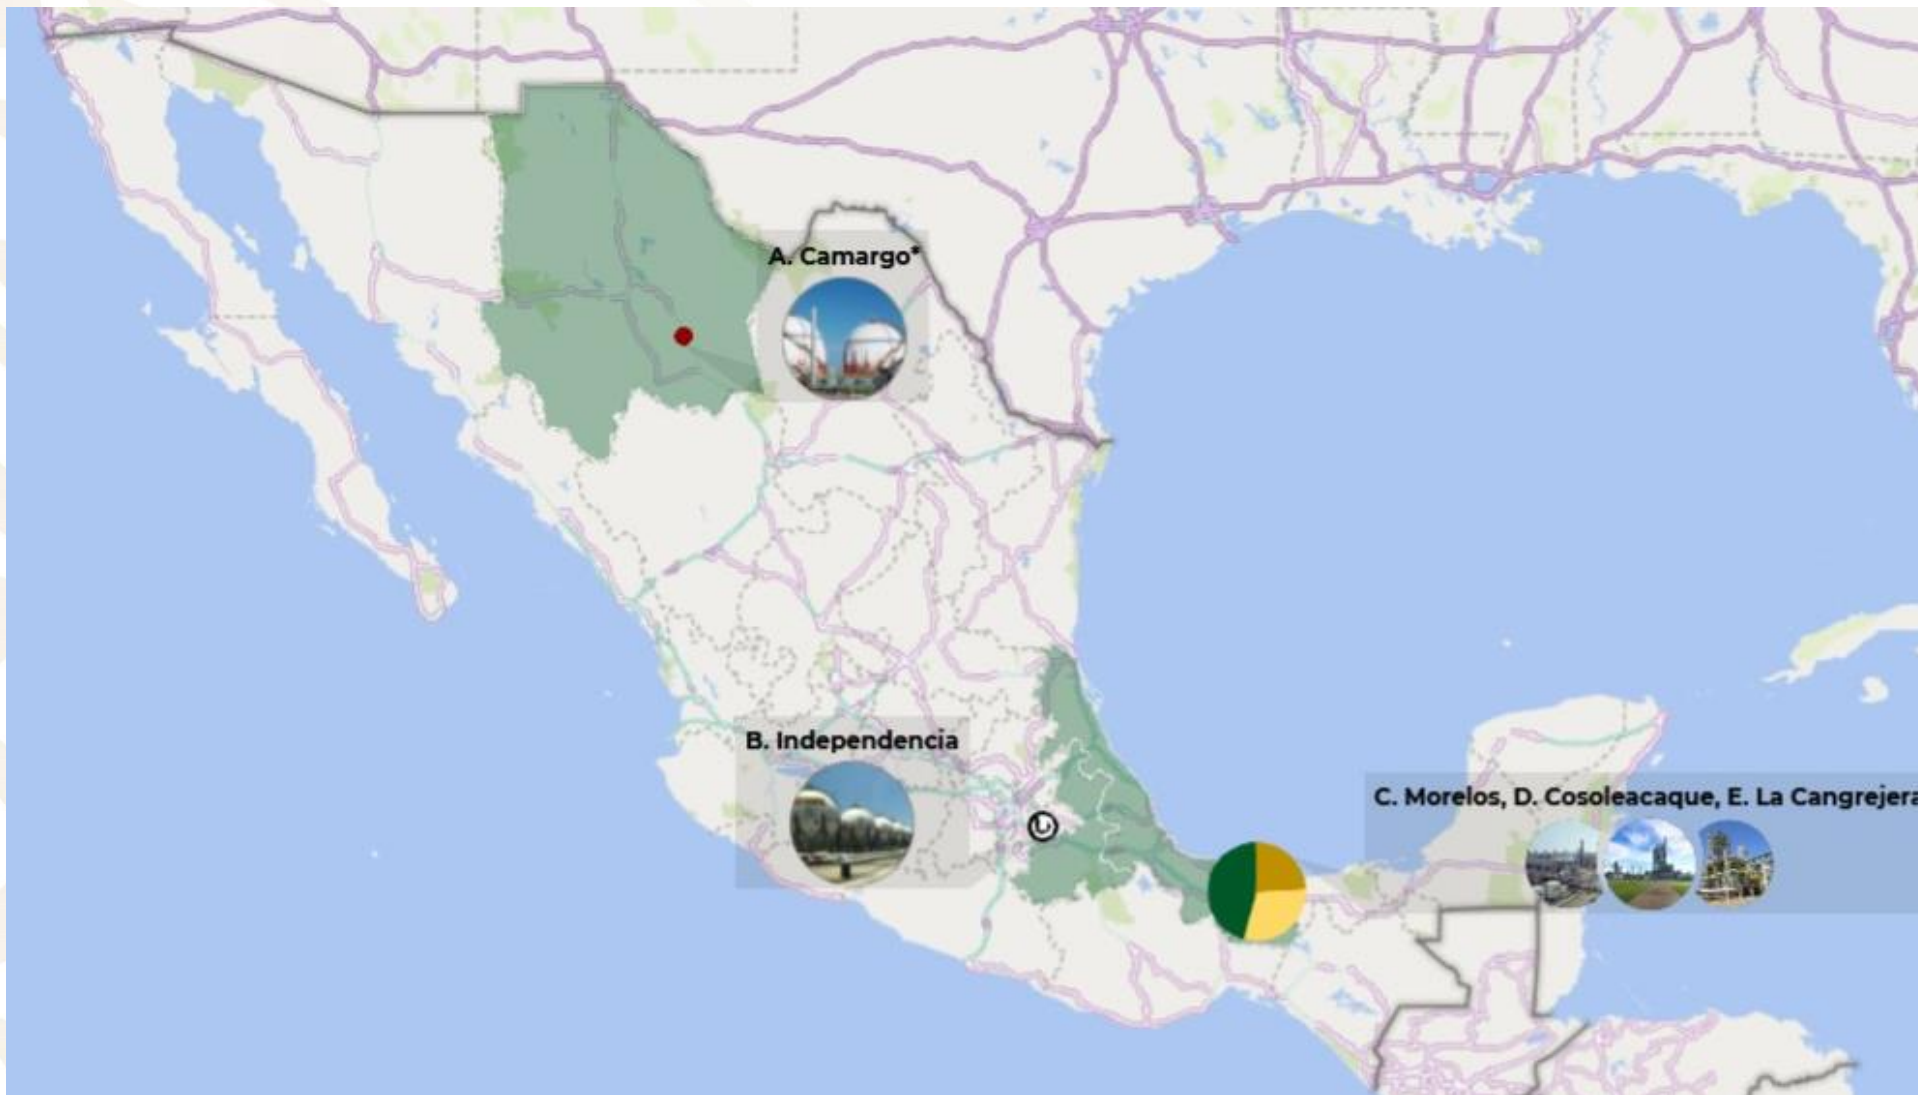 A. Camargo*
B. Independencia
C. Morelos, D. Cosoleacaque, E. La Cangrejera